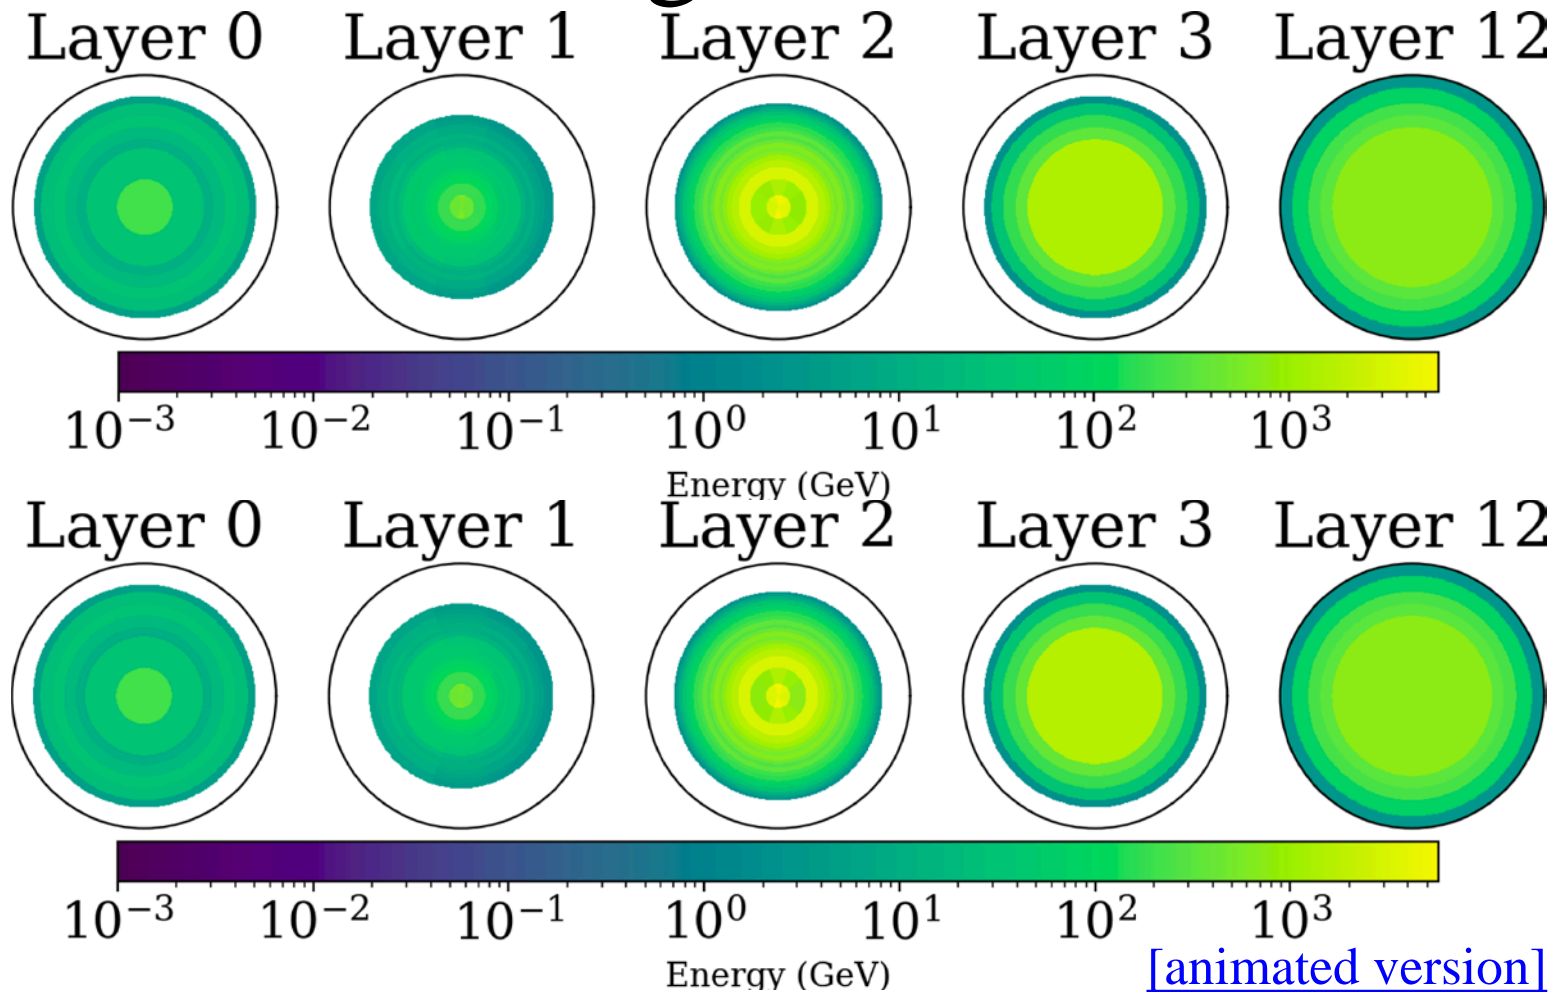 Layer 0 Layer 1 Layer 2 Layer 3 Layer 12
10⁻³ 10⁻² 10⁻¹ 10⁰ 10¹ 10² 10³
Energy (GeV)
Layer 0 Layer 1 Layer 2 Layer 3 Layer 12
10⁻³ 10⁻² 10⁻¹ 10⁰ 10¹ 10² 10³
Energy (GeV)
[animated version]